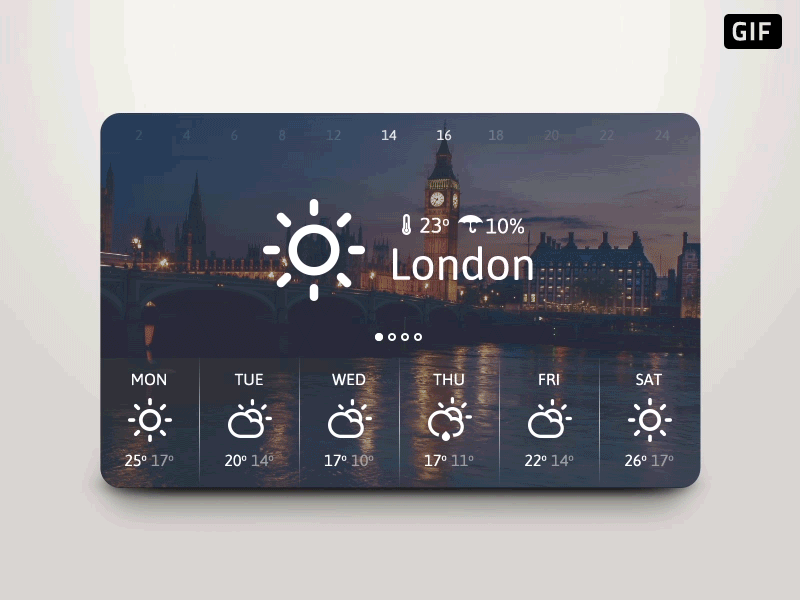 GIF
2 4 6 8 12 14 16 18 20 22 24
23º 10%
London
MON TUE WED THU FRI SAT
25º 17º 20º 14º 17º 10º 17º 11º 22º 14º 26º 17º